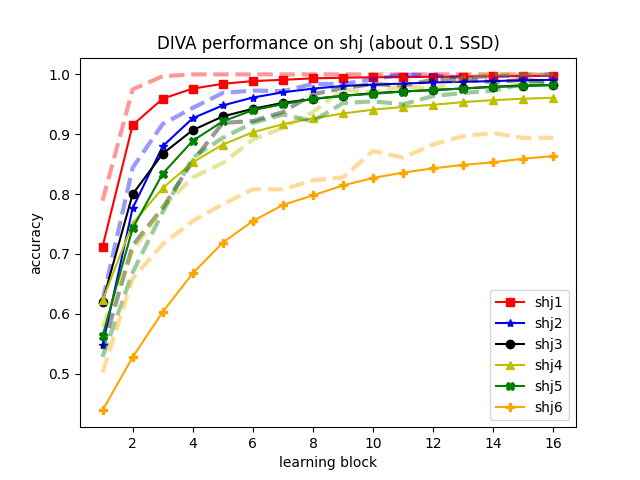 DIVA performance on shj (about 0.1 SSD)
1.0
0.9
0.8
0.7
0.6
0.5
accuracy
2 4 6 8 10 12 14 16
learning block
shj1
shj2
shj3
shj4
shj5
shj6